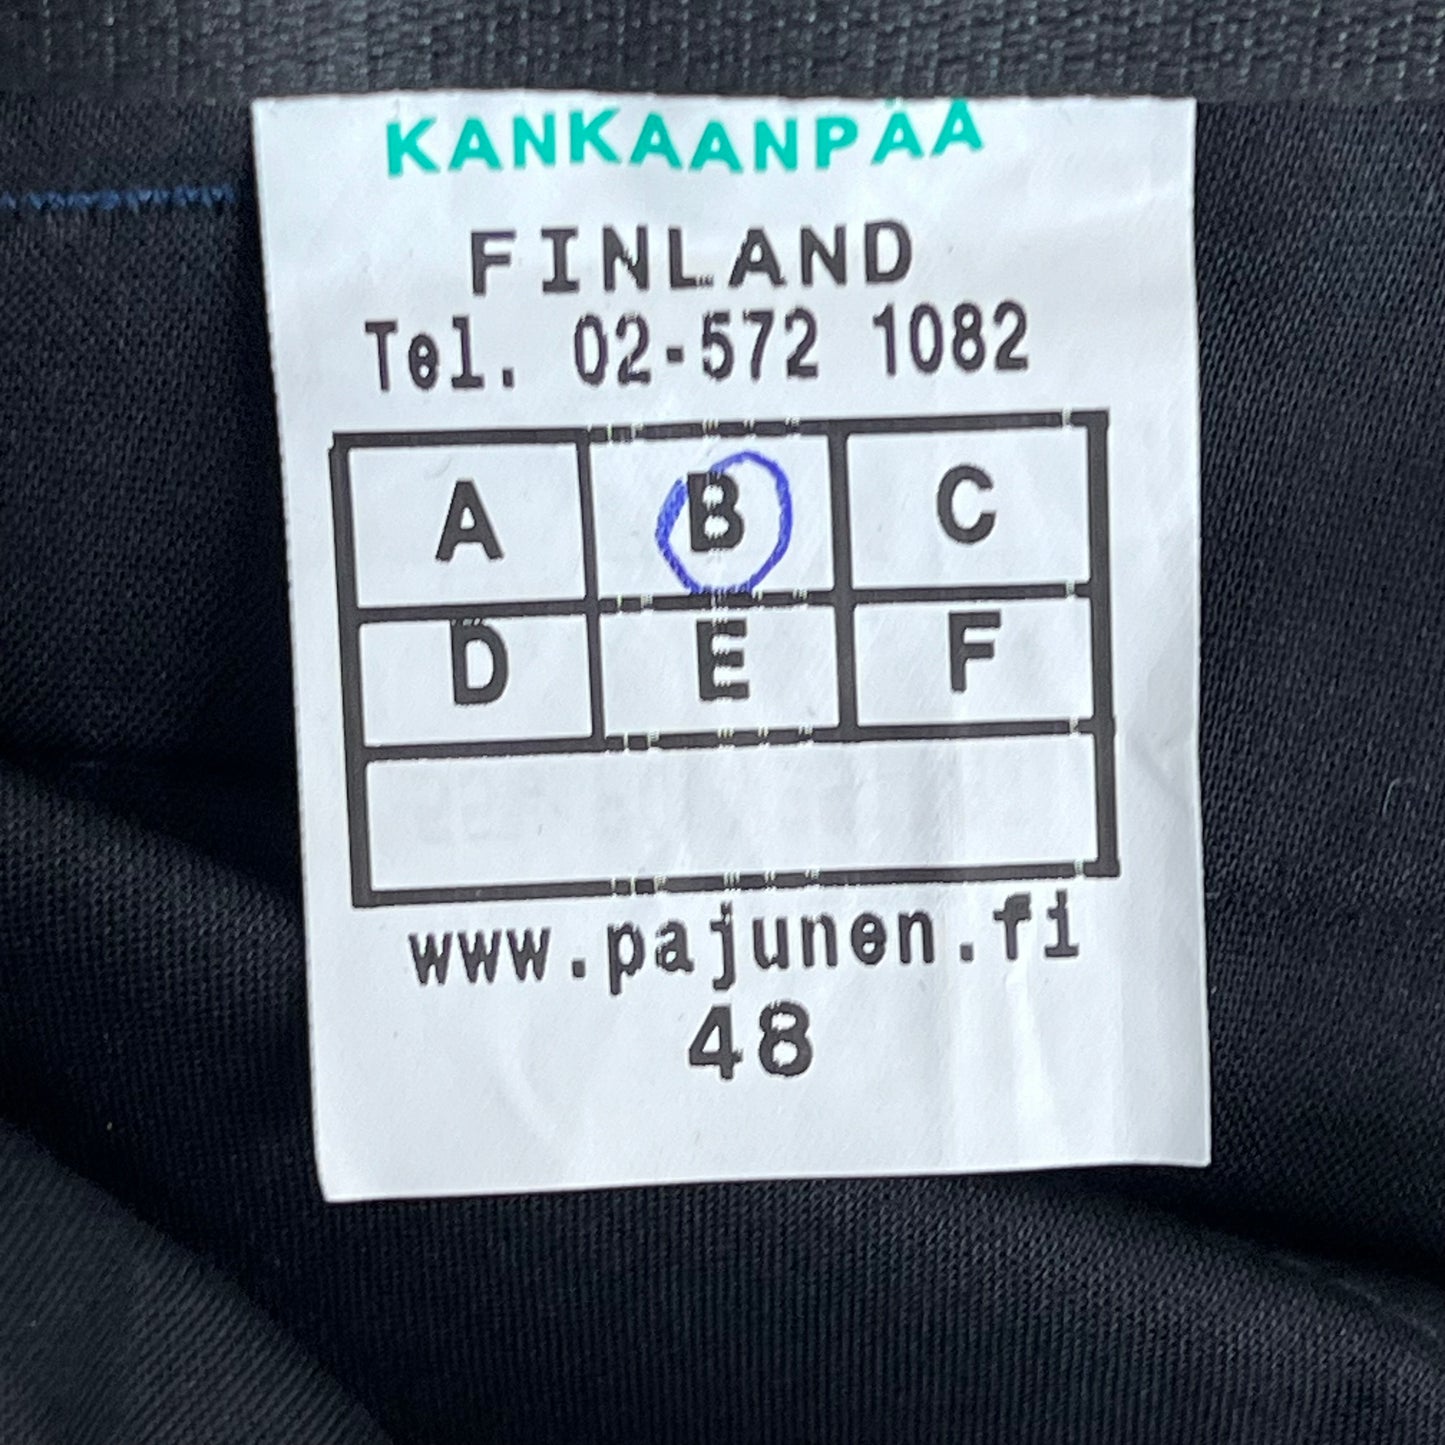 KANKAANPÄÄ
FINLAND
Tel. 02-572 1082
A B C
D E F
www.pajunen.fi
48